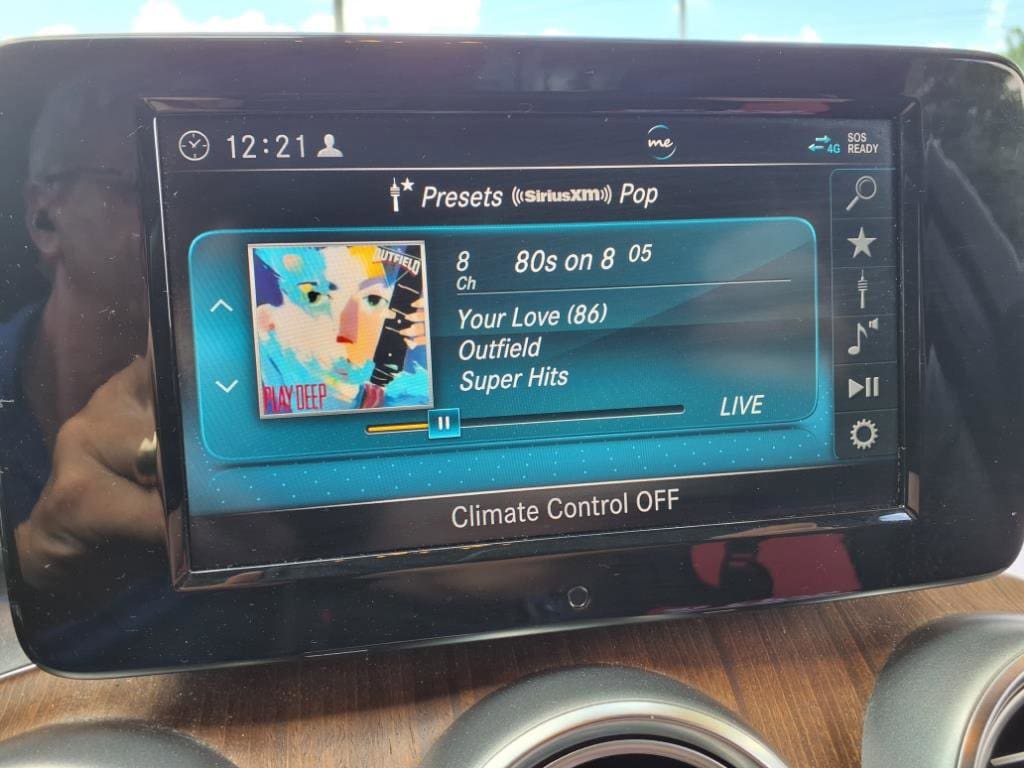 12:21
me
4G
SOS
READY
Presets ((SiriusXM)) Pop
OUTFIELD
PLAY DEEP
8 80s on 8 05
Ch
Your Love (86)
Outfield
Super Hits
LIVE
Climate Control OFF